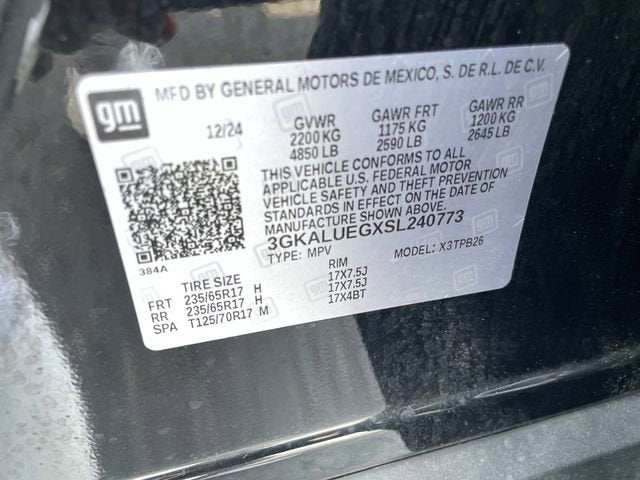 gm
MFD BY GENERAL MOTORS DE MEXICO, S. DE R.L. DE C.V.
12/24 GVWR GAWR FRT GAWR RR
2200 KG 1175 KG 1200 KG
4850 LB 2590 LB 2645 LB
THIS VEHICLE CONFORMS TO ALL
APPLICABLE U.S. FEDERAL MOTOR
VEHICLE SAFETY AND THEFT PREVENTION
STANDARDS IN EFFECT ON THE DATE OF
MANUFACTURE SHOWN ABOVE.
3GKALUEGXSL240773
TYPE: MPV MODEL: X3TPB26
384A
TIRE SIZE RIM
FRT 235/65R17 H 17X7.5J
RR 235/65R17 H 17X7.5J
SPA T125/70R17 M 17X4BT